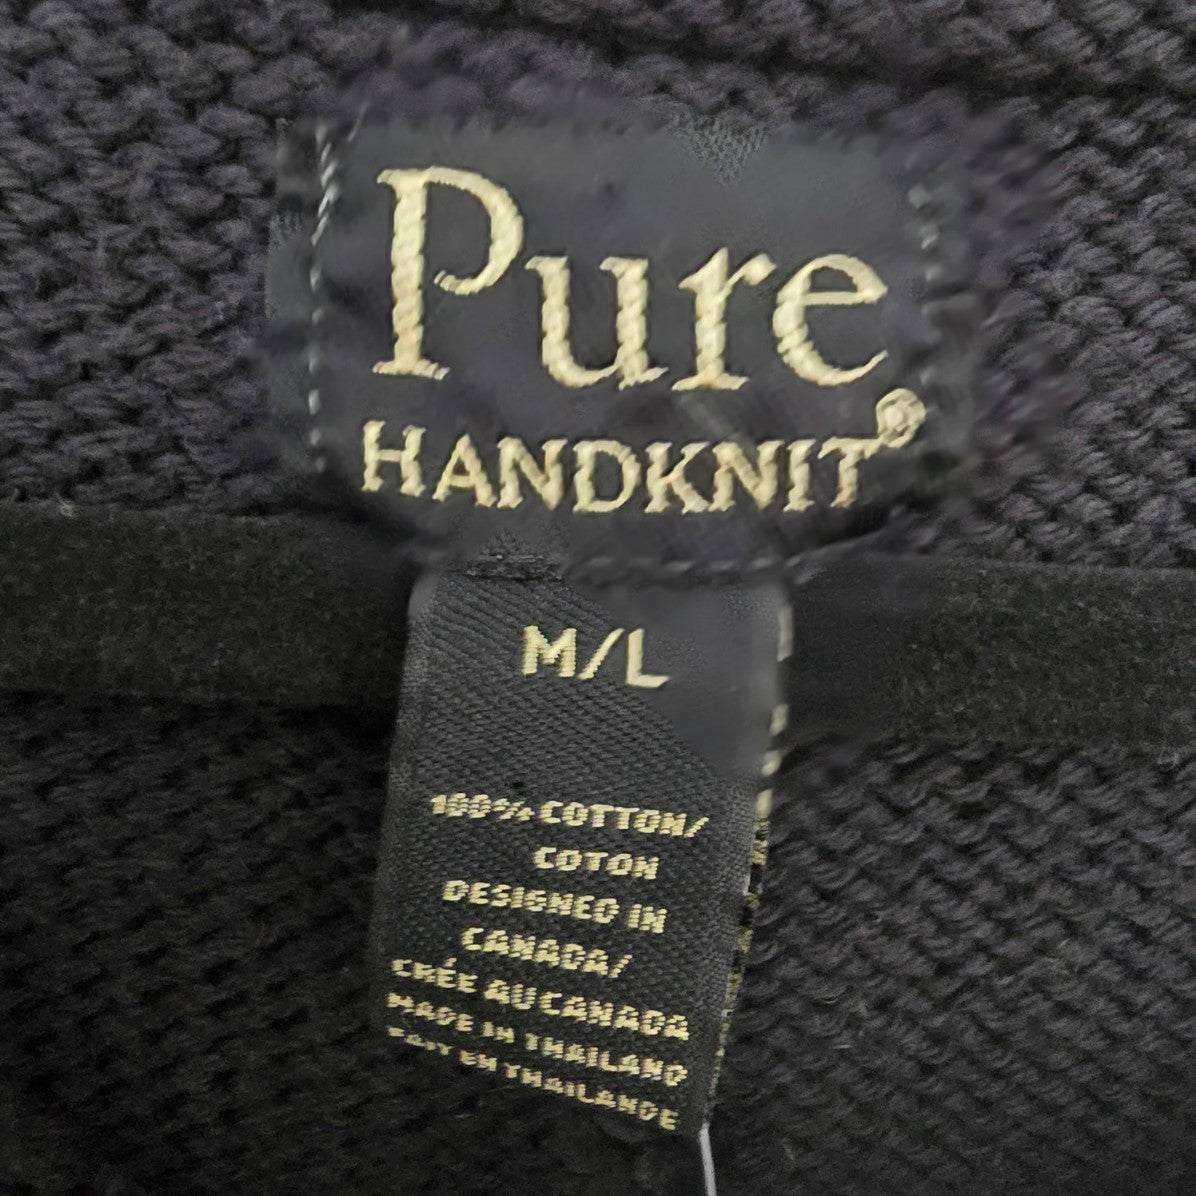 Pure
HANDKNIT®
M/L
100% COTTON/
COTON
DESIGNED IN
CANADA/
CRÉE AU CANADA
MADE IN THAILAND
FAIT EN THAILANDE